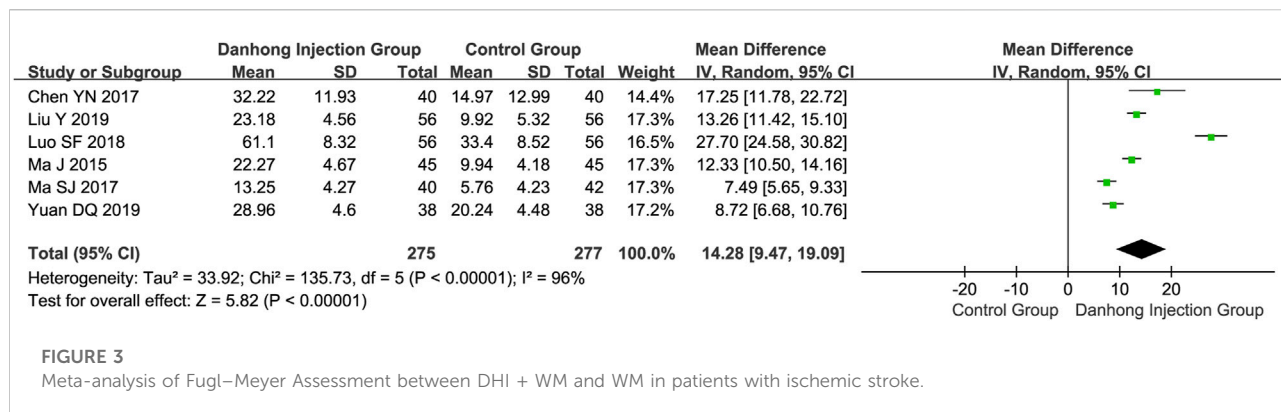 Danhong Injection Group Control Group Mean Difference Mean Difference
Study or Subgroup Mean SD Total Mean SD Total Weight IV, Random, 95% CI IV, Random, 95% CI
Chen YN 2017 32.22 11.93 40 14.97 12.99 40 14.4% 17.25 [11.78, 22.72]
Liu Y 2019 23.18 4.56 56 9.92 5.32 56 17.3% 13.26 [11.42, 15.10]
Luo SF 2018 61.1 8.32 56 33.4 8.52 56 16.5% 27.70 [24.58, 30.82]
Ma J 2015 22.27 4.67 45 9.94 4.18 45 17.3% 12.33 [10.50, 14.16]
Ma SJ 2017 13.25 4.27 40 5.76 4.23 42 17.3% 7.49 [5.65, 9.33]
Yuan DQ 2019 28.96 4.6 38 20.24 4.48 38 17.2% 8.72 [6.68, 10.76]
Total (95% CI) 275 277 100.0% 14.28 [9.47, 19.09]
Heterogeneity: Tau² = 33.92; Chi² = 135.73, df = 5 (P < 0.00001); I² = 96%
Test for overall effect: Z = 5.82 (P < 0.00001)
-20 -10 0 10 20
Control Group Danhong Injection Group
FIGURE 3
Meta-analysis of Fugl–Meyer Assessment between DHI + WM and WM in patients with ischemic stroke.